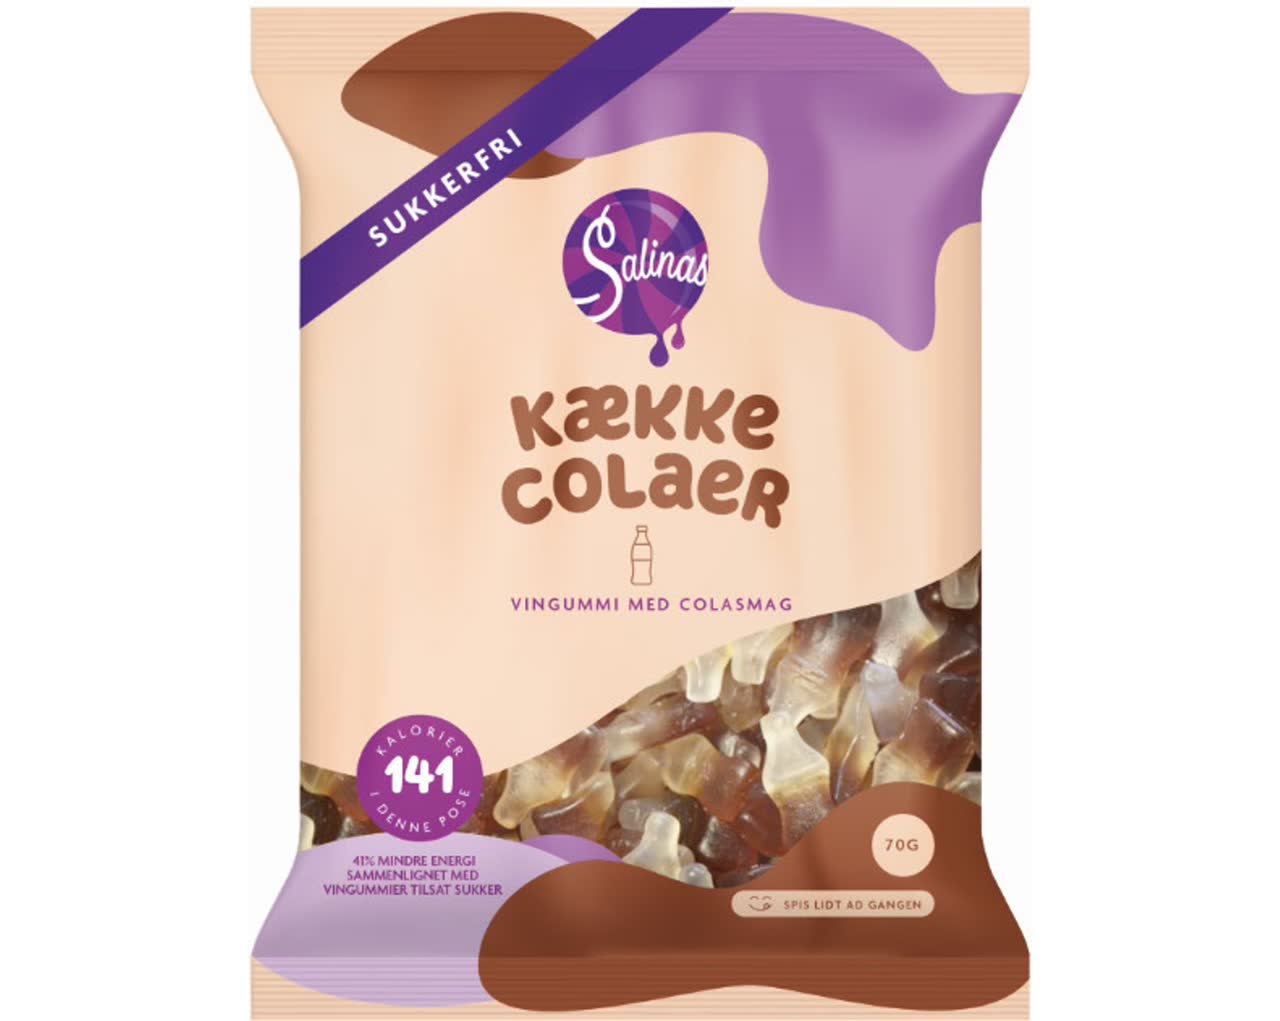 SUKKERFRI
Salinas
KÆKKE
COLAER
VINGUMMI MED COLASMAG
KALORIER
141
I DENNE POSE
41% MINDRE ENERGI
SAMMENLIGNET MED
VINGUMMIER TILSAT SUKKER
70G
SPIS LIDT AD GANGEN